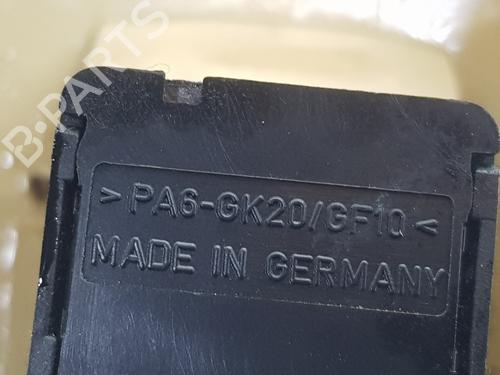 B-PARTS
> PA6-GK20/GF10 <
MADE IN GERMANY